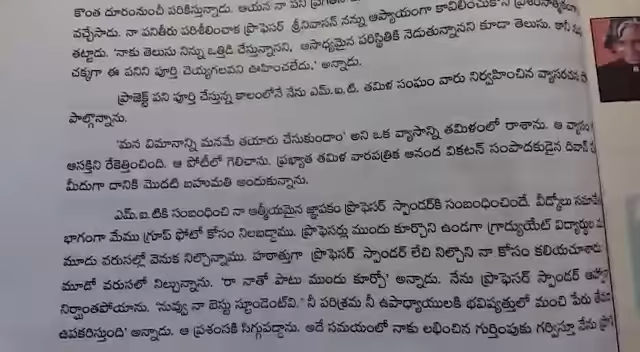 కొంత దూరంనుంచీ పరికిస్తున్నాడు. ఆయన నా పని
వచ్చేసాడు. నా పనితీరు పరిశీలించాక ప్రొఫెసర్ శ్రీనివాసన్ నన్ను ఆప్యాయంగా కావిలించుకొని
తట్టాడు. 'నాకు తెలుసు నిన్ను ఒత్తిడి చేస్తున్నానని, అసాధ్యమైన పరిస్థితికి నెడుతున్నానని కూడా తెలుసు. కానీ
చక్కగా ఈ పనిని పూర్తి చెయ్యగలవని ఊహించలేదు.' అన్నాడు.
ప్రాజెక్ట్ పని పూర్తి చేస్తున్న కాలంలోనే నేను ఎమ్.ఐ.టి. తమిళ సంఘం వారు నిర్వహించిన వ్యాసరచన
పాల్గొన్నాను.
'మన విమానాన్ని మనమే తయారు చేసుకుందాం' అని ఒక వ్యాసాన్ని తమిళంలో రాశాను. ఆ వ్యాసం
ఆసక్తిని రేకెత్తించింది. ఆ పోటీలో గెలిచాను. ప్రఖ్యాత తమిళ వారపత్రిక ఆనంద వికటన్ సంపాదకుడైన దివాన్
మీదుగా దానికి మొదటి బహుమతి అందుకున్నాను.
ఎమ్.ఐ.టికి సంబంధించి నా ఆత్మీయమైన జ్ఞాపకం ప్రొఫెసర్ స్పాండర్‌కి సంబంధించిందే. వీడ్కోలు
భాగంగా మేము గ్రూప్ ఫొటో కోసం నిలబడ్డాము. ప్రొఫెసర్లు ముందు కూర్చొని ఉండగా గ్రాడ్యుయేట్ విద్యార్థుల
మూడు వరుసల్లో వెనుక నిల్చొన్నాము. హఠాత్తుగా ప్రొఫెసర్ స్పాండర్ లేచి నిల్చొని నా కోసం కలియచూశాడు
మూడో వరుసలో నిల్చున్నాను. 'రా నాతో పాటు ముందు కూర్చో' అన్నాడు. నేను ప్రొఫెసర్ స్పాండర్
నిర్ఘాంతపోయాను. 'నువ్వు నా బెస్టు స్టూడెంట్‌వి.' నీ పరిశ్రమ నీ ఉపాధ్యాయులకి భవిష్యత్తులో మంచి పేరు
ఉపకరిస్తుంది' అన్నాడు. ఆ ప్రశంసకి సిగ్గుపడ్డాను. అదే సమయంలో నాకు లభించిన గుర్తింపుకు గర్విస్తూ నేను